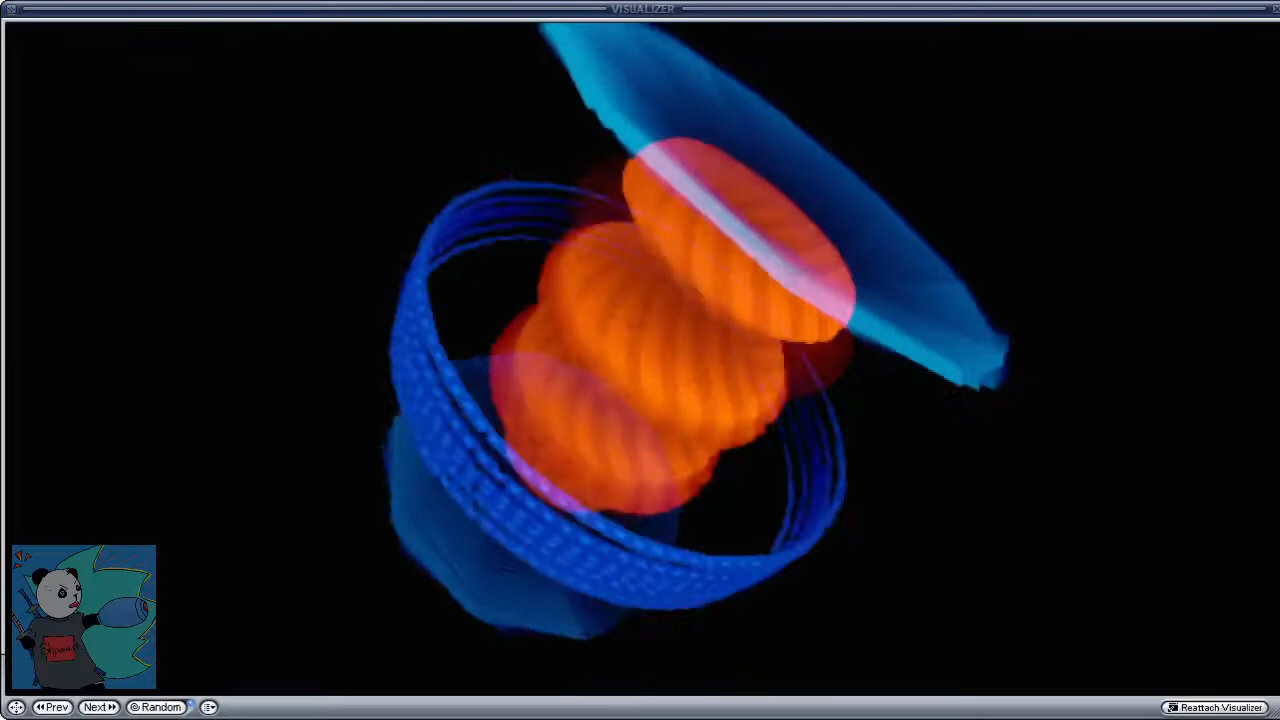 VISUALIZER
Prev
Next
Random
Reattach Visualizer